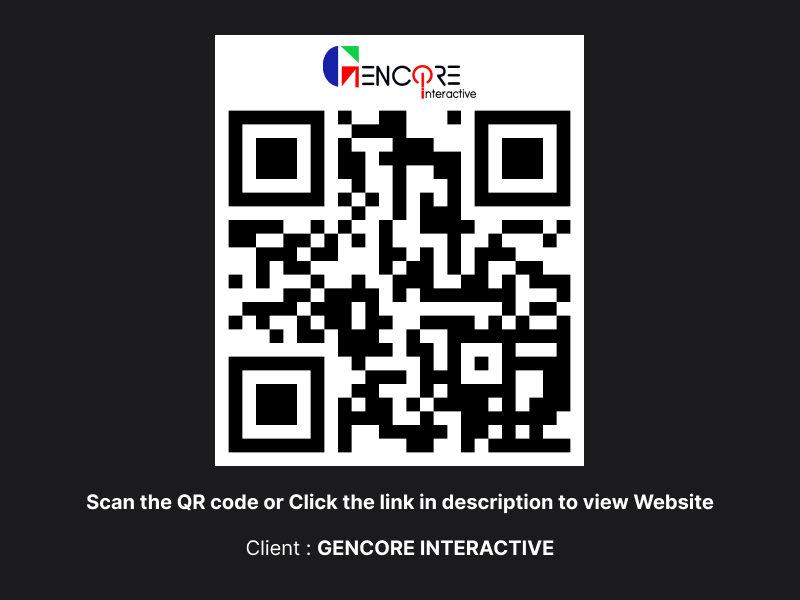 GENCORE
interactive
Scan the QR code or Click the link in description to view Website
Client : GENCORE INTERACTIVE